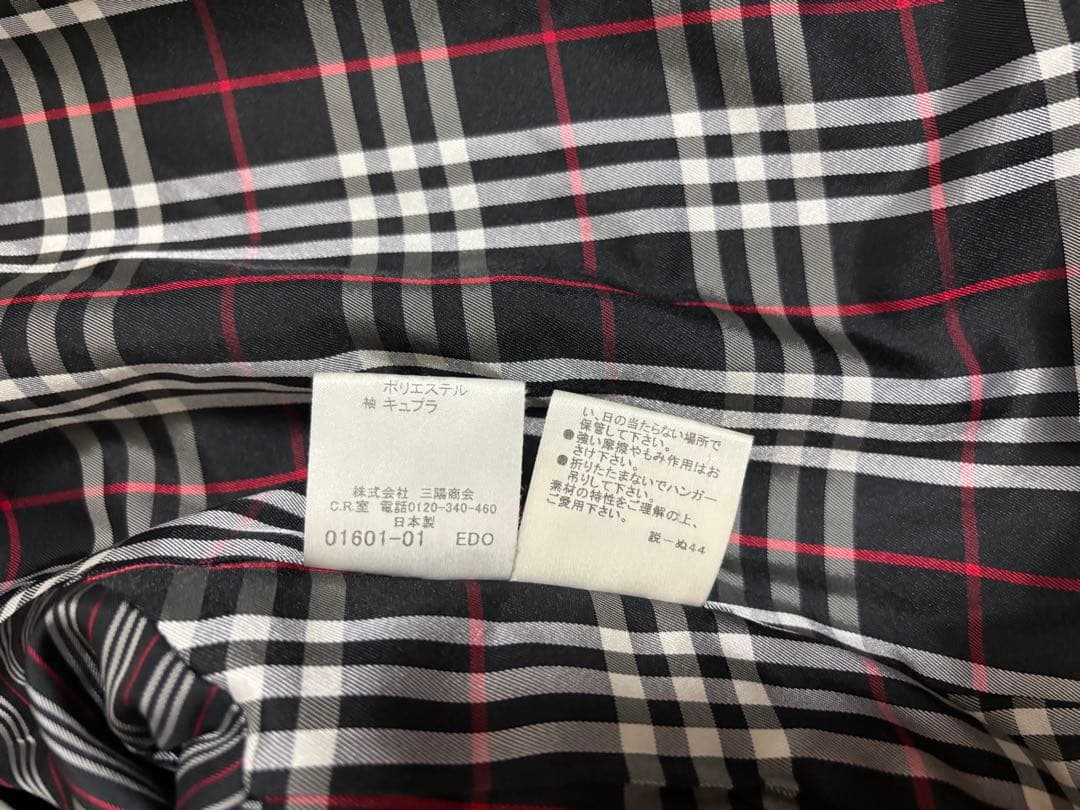 ポリエステル
袖 キュプラ
株式会社 三陽商会
C.R.室 電話0120-340-460
日本製
01601-01 EDO
い、日の当たらない場所で
保管して下さい。
●強い摩擦やもみ作用はお
さけ下さい。
●折りたたまないでハンガー
吊りして下さい。
素材の特性をご理解の上、
ご愛用下さい。
説ーぬ44